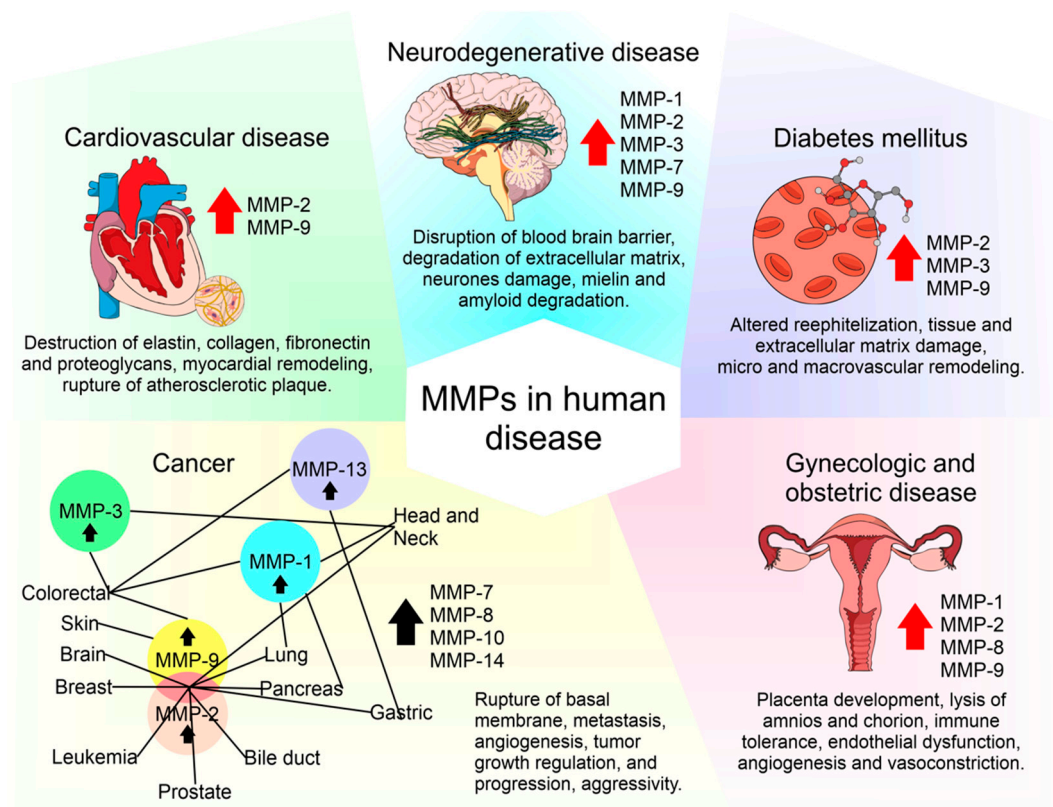 Neurodegenerative disease
MMP-1
MMP-2
MMP-3
MMP-7
MMP-9
Disruption of blood brain barrier,
degradation of extracellular matrix,
neurones damage, mielin and
amyloid degradation.
Cardiovascular disease
MMP-2
MMP-9
Destruction of elastin, collagen, fibronectin
and proteoglycans, myocardial remodeling,
rupture of atherosclerotic plaque.
Diabetes mellitus
MMP-2
MMP-3
MMP-9
Altered reephitelization, tissue and
extracellular matrix damage,
micro and macrovascular remodeling.
MMPs in human
disease
Cancer
MMP-13
MMP-3
MMP-1
Head and
Neck
Colorectal
Skin
Brain
Breast
MMP-9
MMP-2
Lung
Pancreas
Gastric
Leukemia
Bile duct
Prostate
MMP-7
MMP-8
MMP-10
MMP-14
Rupture of basal
membrane, metastasis,
angiogenesis, tumor
growth regulation, and
progression, aggressivity.
Gynecologic and
obstetric disease
MMP-1
MMP-2
MMP-8
MMP-9
Placenta development, lysis of
amnios and chorion, immune
tolerance, endothelial dysfunction,
angiogenesis and vasoconstriction.